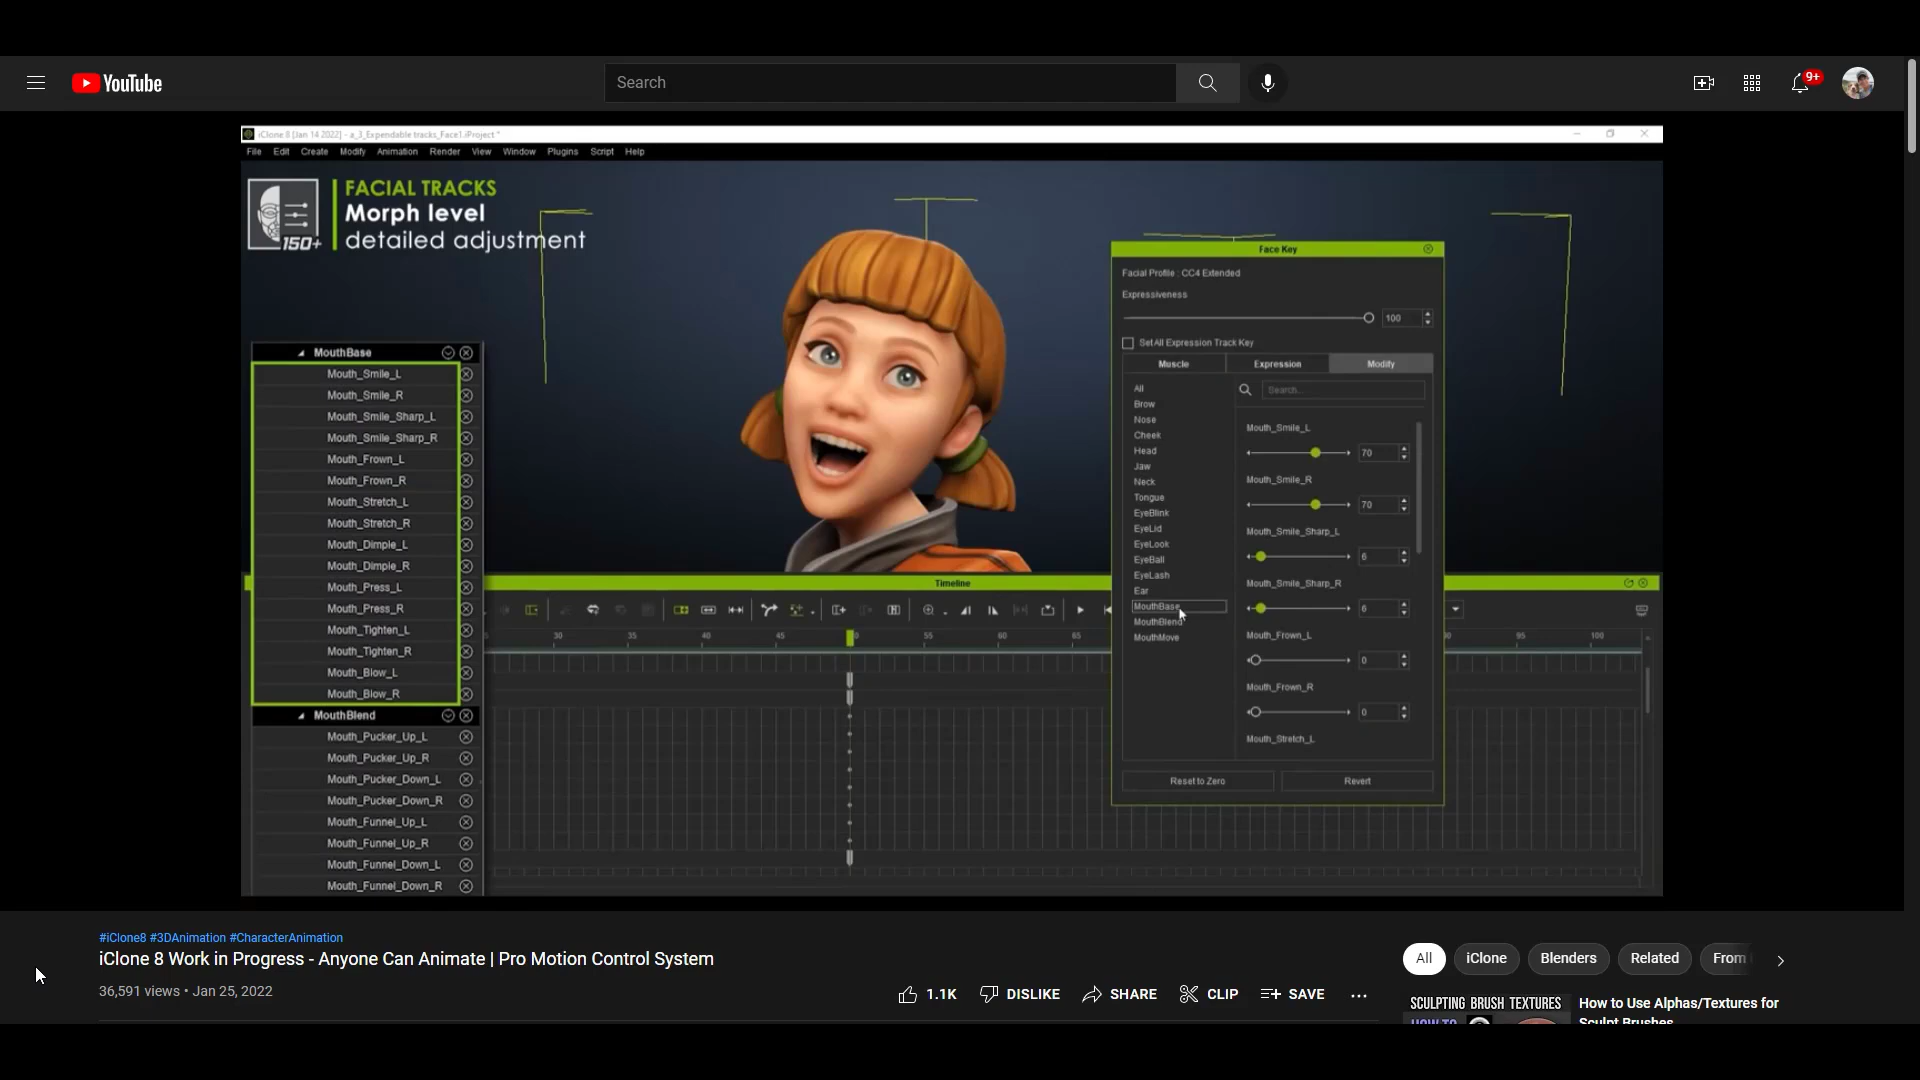 YouTube
Search
9+
iClone 8 [Jan 14 2022] - a_3_Expendable tracks_Face1.iProject *
File Edit Create Modify Animation Render View Window Plugins Script Help
150+
FACIAL TRACKS
Morph level
detailed adjustment
MouthBase
Mouth_Smile_L
Mouth_Smile_R
Mouth_Smile_Sharp_L
Mouth_Smile_Sharp_R
Mouth_Frown_L
Mouth_Frown_R
Mouth_Stretch_L
Mouth_Stretch_R
Mouth_Dimple_L
Mouth_Dimple_R
Mouth_Press_L
Mouth_Press_R
Mouth_Tighten_L
Mouth_Tighten_R
Mouth_Blow_L
Mouth_Blow_R
MouthBlend
Mouth_Pucker_Up_L
Mouth_Pucker_Up_R
Mouth_Pucker_Down_L
Mouth_Pucker_Down_R
Mouth_Funnel_Up_L
Mouth_Funnel_Up_R
Mouth_Funnel_Down_L
Mouth_Funnel_Down_R
Timeline
30 35 40 45 55 60 65 95 100
Face Key
Facial Profile : CC4 Extended
Expressiveness
100
Set All Expression Track Key
Muscle Expression Modify
All
Brow
Nose
Cheek
Head
Jaw
Neck
Tongue
EyeBlink
EyeLid
EyeLook
EyeBall
EyeLash
Ear
MouthBase
MouthBlend
MouthMove
Search...
Mouth_Smile_L
70
Mouth_Smile_R
70
Mouth_Smile_Sharp_L
6
Mouth_Smile_Sharp_R
6
Mouth_Frown_L
0
Mouth_Frown_R
0
Mouth_Stretch_L
Reset to Zero Revert
#iClone8 #3DAnimation #CharacterAnimation
iClone 8 Work in Progress - Anyone Can Animate | Pro Motion Control System
36,591 views • Jan 25, 2022
1.1K DISLIKE SHARE CLIP SAVE
All iClone Blenders Related From
SCULPTING BRUSH TEXTURES
HOW TO
How to Use Alphas/Textures for
Sculpt Brushes